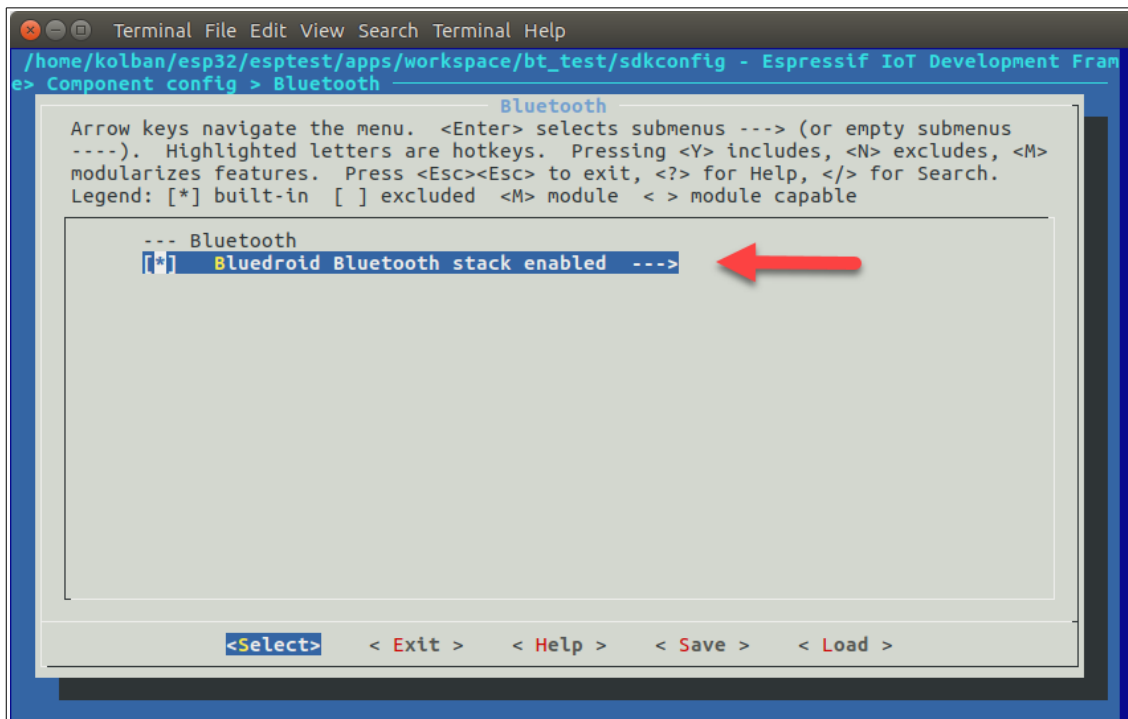 Terminal File Edit View Search Terminal Help
/home/kolban/esp32/esptest/apps/workspace/bt_test/sdkconfig - Espressif IoT Development Fram
e> Component config > Bluetooth
Bluetooth
Arrow keys navigate the menu.  <Enter> selects submenus ---> (or empty submenus
----).  Highlighted letters are hotkeys.  Pressing <Y> includes, <N> excludes, <M>
modularizes features.  Press <Esc><Esc> to exit, <?> for Help, </> for Search.
Legend: [*] built-in  [ ] excluded  <M> module  < > module capable
--- Bluetooth
[*]   Bluedroid Bluetooth stack enabled  --->
<Select>    < Exit >    < Help >    < Save >    < Load >